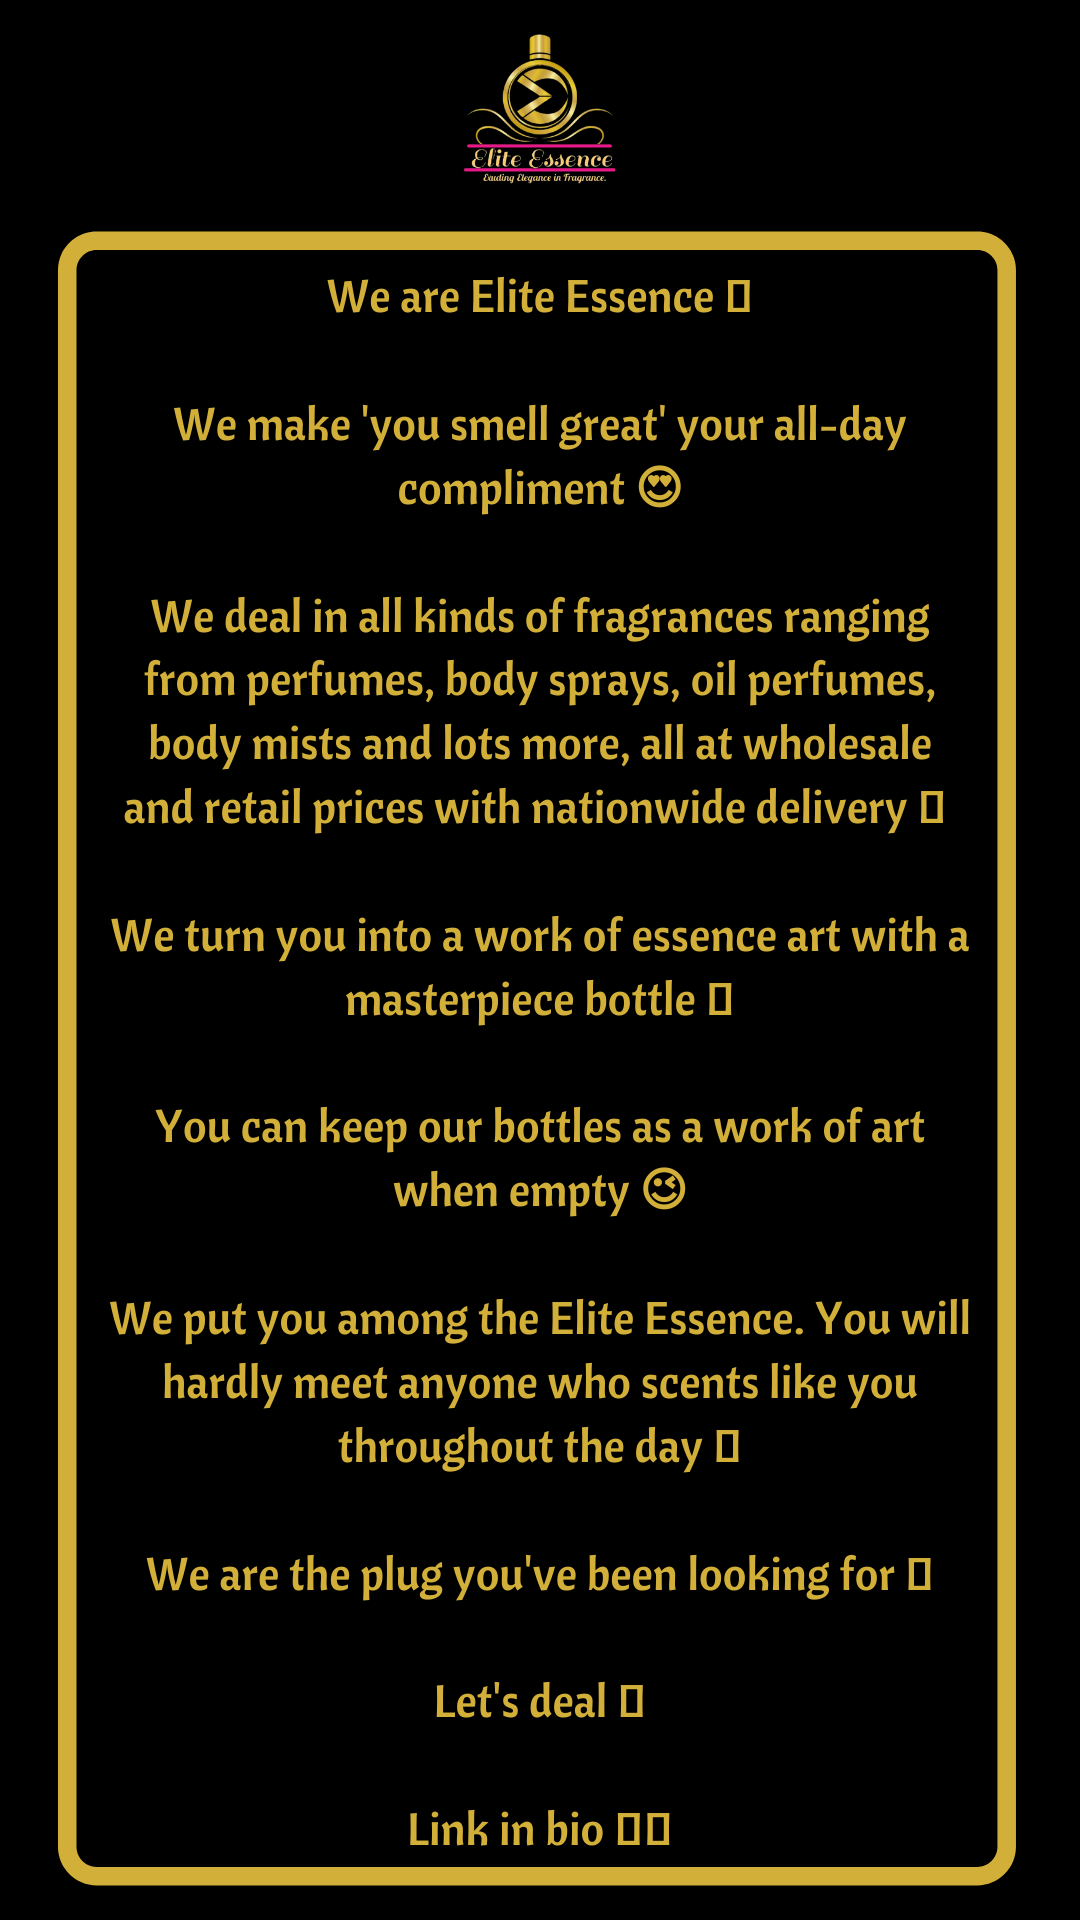 Elite Essence
Exuding Elegance in Fragrance.
We are Elite Essence ▯
We make 'you smell great' your all-day
compliment 😍
We deal in all kinds of fragrances ranging
from perfumes, body sprays, oil perfumes,
body mists and lots more, all at wholesale
and retail prices with nationwide delivery ▯
We turn you into a work of essence art with a
masterpiece bottle ▯
You can keep our bottles as a work of art
when empty 😉
We put you among the Elite Essence. You will
hardly meet anyone who scents like you
throughout the day ▯
We are the plug you've been looking for ▯
Let's deal ▯
Link in bio ▯▯